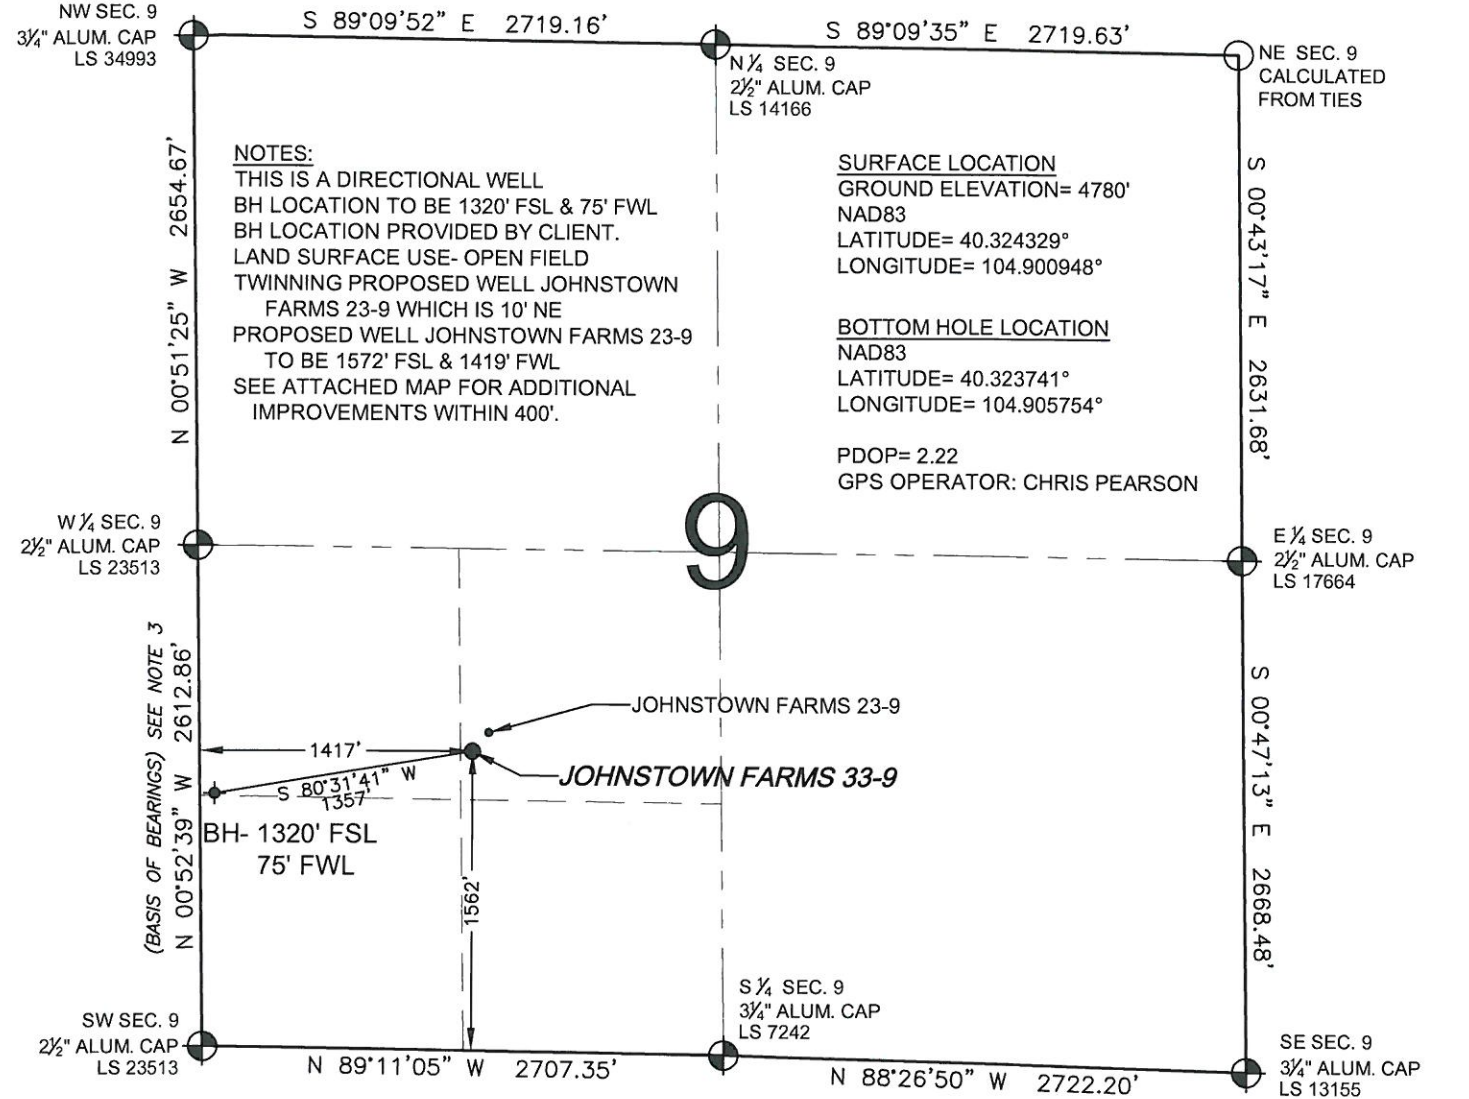 NW SEC. 9
3¼" ALUM. CAP
LS 34993
S 89°09'52" E 2719.16'
S 89°09'35" E 2719.63'
N ¼ SEC. 9
2½" ALUM. CAP
LS 14166
NE SEC. 9
CALCULATED
FROM TIES
N 00°51'25" W 2654.67'
NOTES:
THIS IS A DIRECTIONAL WELL
BH LOCATION TO BE 1320' FSL & 75' FWL
BH LOCATION PROVIDED BY CLIENT.
LAND SURFACE USE- OPEN FIELD
TWINNING PROPOSED WELL JOHNSTOWN
FARMS 23-9 WHICH IS 10' NE
PROPOSED WELL JOHNSTOWN FARMS 23-9
TO BE 1572' FSL & 1419' FWL
SEE ATTACHED MAP FOR ADDITIONAL
IMPROVEMENTS WITHIN 400'.
SURFACE LOCATION
GROUND ELEVATION= 4780'
NAD83
LATITUDE= 40.324329°
LONGITUDE= 104.900948°
BOTTOM HOLE LOCATION
NAD83
LATITUDE= 40.323741°
LONGITUDE= 104.905754°
PDOP= 2.22
GPS OPERATOR: CHRIS PEARSON
S 00°43'17" E 2631.68'
9
W ¼ SEC. 9
2½" ALUM. CAP
LS 23513
E ¼ SEC. 9
2½" ALUM. CAP
LS 17664
(BASIS OF BEARINGS) SEE NOTE 3
N 00°52'39" W 2612.86'
JOHNSTOWN FARMS 23-9
1417'
JOHNSTOWN FARMS 33-9
S 80°31'41" W
1357'
BH- 1320' FSL
75' FWL
1562'
S 00°47'13" E 2668.48'
S ¼ SEC. 9
3¼" ALUM. CAP
LS 7242
SW SEC. 9
2½" ALUM. CAP
LS 23513
N 89°11'05" W 2707.35'
N 88°26'50" W 2722.20'
SE SEC. 9
3¼" ALUM. CAP
LS 13155